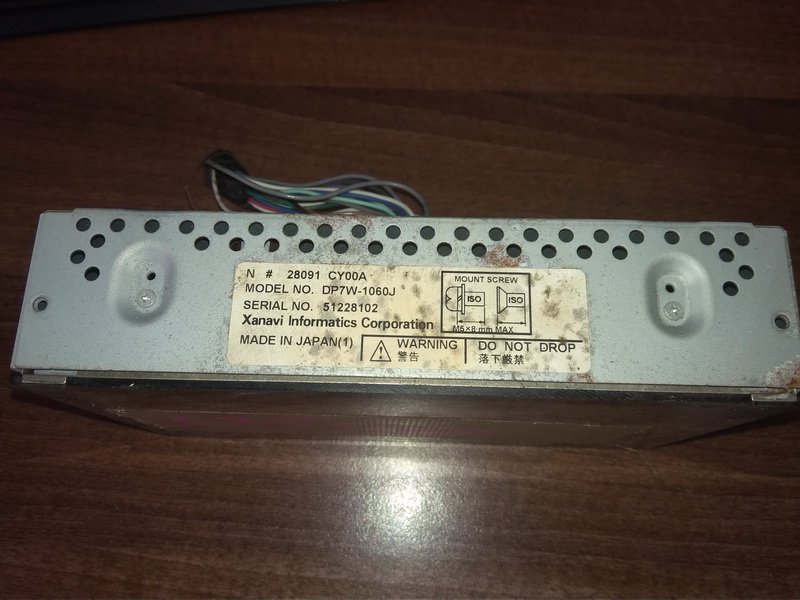 N # 28091 CY00A
MODEL NO. DP7W-1060J
SERIAL NO. 51228102
Xanavi Informatics Corporation
MADE IN JAPAN(1)
MOUNT SCREW
ISO ISO
M5×8 mm MAX
WARNING
警告
DO NOT DROP
落下厳禁